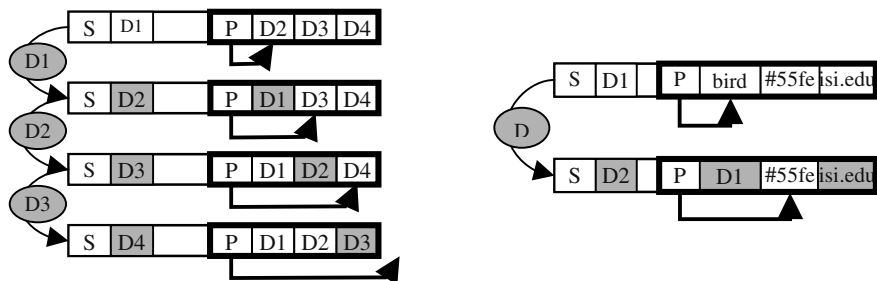 S D1 P D2 D3 D4
D1
S D2 P D1 D3 D4
D2
S D3 P D1 D2 D4
D3
S D4 P D1 D2 D3
S D1 P bird #55fe isi.edu
D
S D2 P D1 #55fe isi.edu